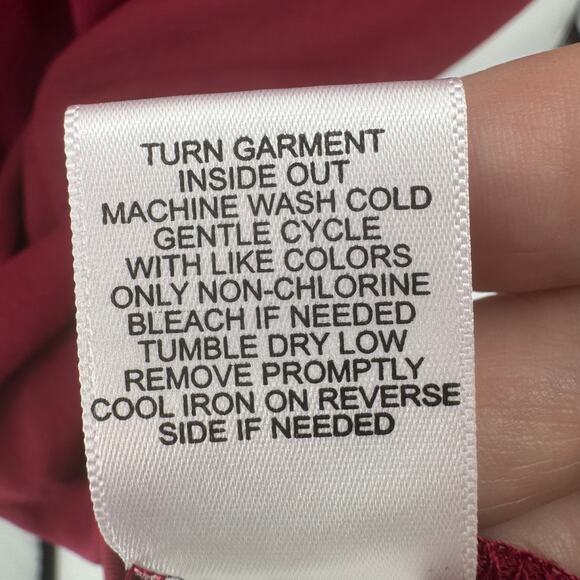 TURN GARMENT
INSIDE OUT
MACHINE WASH COLD
GENTLE CYCLE
WITH LIKE COLORS
ONLY NON-CHLORINE
BLEACH IF NEEDED
TUMBLE DRY LOW
REMOVE PROMPTLY
COOL IRON ON REVERSE
SIDE IF NEEDED